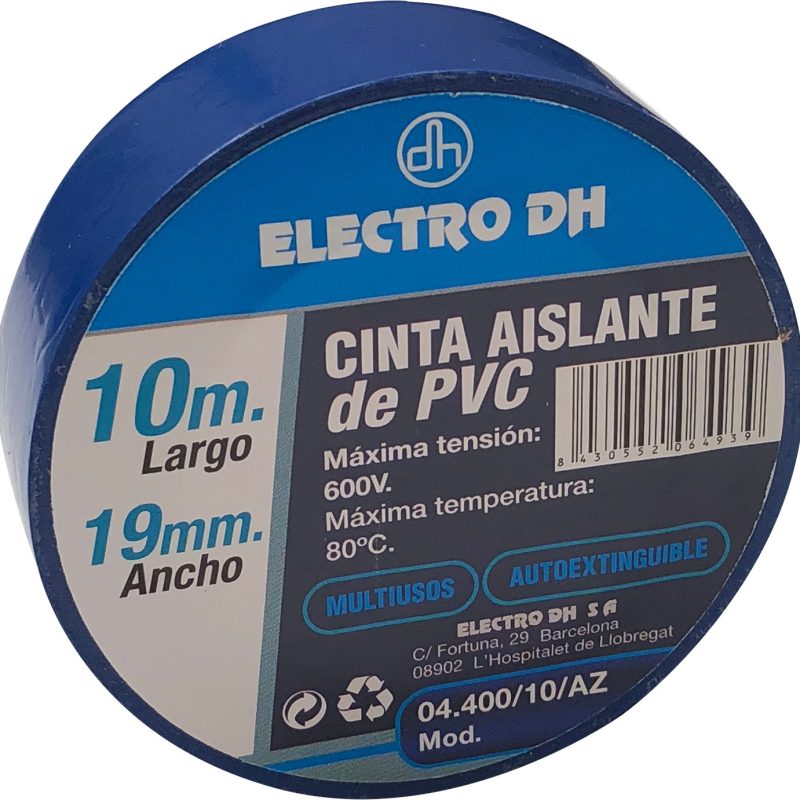 dh
ELECTRO DH
10m.
Largo
19mm.
Ancho
CINTA AISLANTE
de PVC
Máxima tensión:
600V.
Máxima temperatura:
80ºC.
8 430552 064939
MULTIUSOS
AUTOEXTINGUIBLE
ELECTRO DH S A
C/ Fortuna, 29 Barcelona
08902 L'Hospitalet de Llobregat
04.400/10/AZ
Mod.